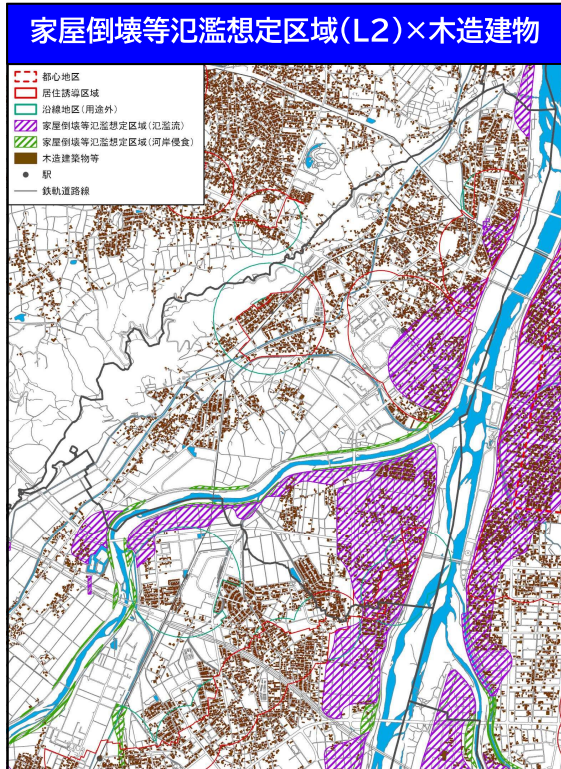 家屋倒壊等氾濫想定区域(L2)×木造建物
都心地区
居住誘導区域
沿線地区(用途外)
家屋倒壊等氾濫想定区域(氾濫流)
家屋倒壊等氾濫想定区域(河岸侵食)
木造建築物等
駅
鉄軌道路線